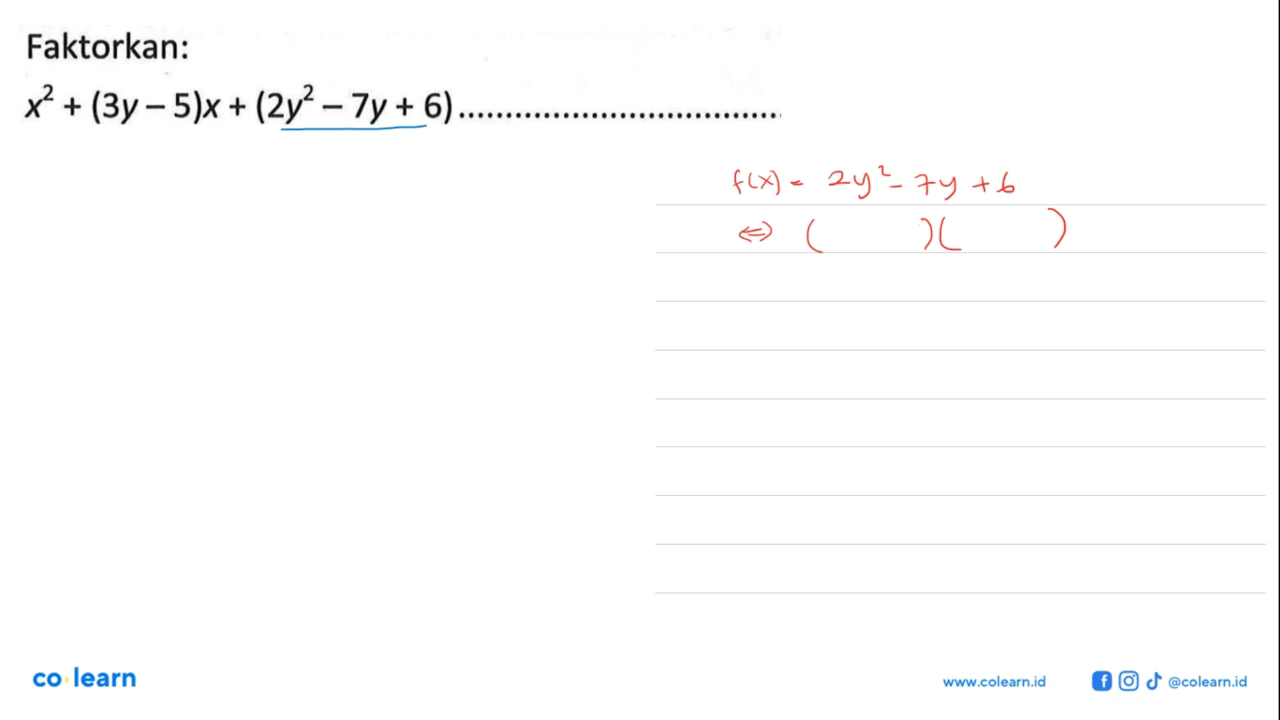 Faktorkan:
x² + (3y – 5)x + (2y² – 7y + 6).................................
f(x) = 2y² - 7y + 6
⇔ ( )( )
co·learn
www.colearn.id @colearn.id